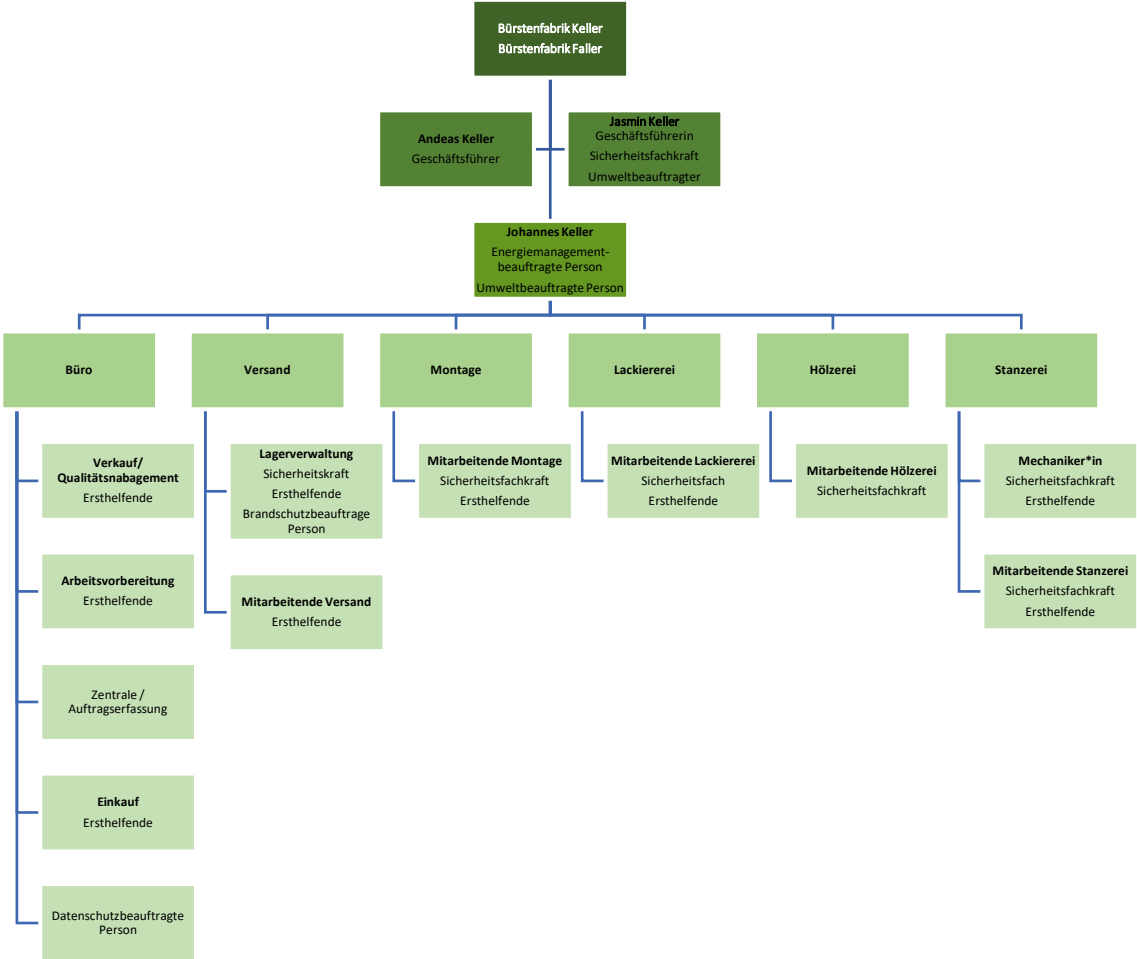 Bürstenfabrik Keller
Bürstenfabrik Faller
Andeas Keller
Geschäftsführer
Jasmin Keller
Geschäftsführerin
Sicherheitsfachkraft
Umweltbeauftragter
Johannes Keller
Energiemanagement-
beauftragte Person
Umweltbeauftragte Person
Büro
Versand
Montage
Lackiererei
Hölzerei
Stanzerei
Verkauf/
Qualitätsnabagement
Ersthelfende
Arbeitsvorbereitung
Ersthelfende
Zentrale /
Auftragserfassung
Einkauf
Ersthelfende
Datenschutzbeauftragte
Person
Lagerverwaltung
Sicherheitskraft
Ersthelfende
Brandschutzbeauftrage
Person
Mitarbeitende Versand
Ersthelfende
Mitarbeitende Montage
Sicherheitsfachkraft
Ersthelfende
Mitarbeitende Lackiererei
Sicherheitsfach
Ersthelfende
Mitarbeitende Hölzerei
Sicherheitsfachkraft
Mechaniker*in
Sicherheitsfachkraft
Ersthelfende
Mitarbeitende Stanzerei
Sicherheitsfachkraft
Ersthelfende